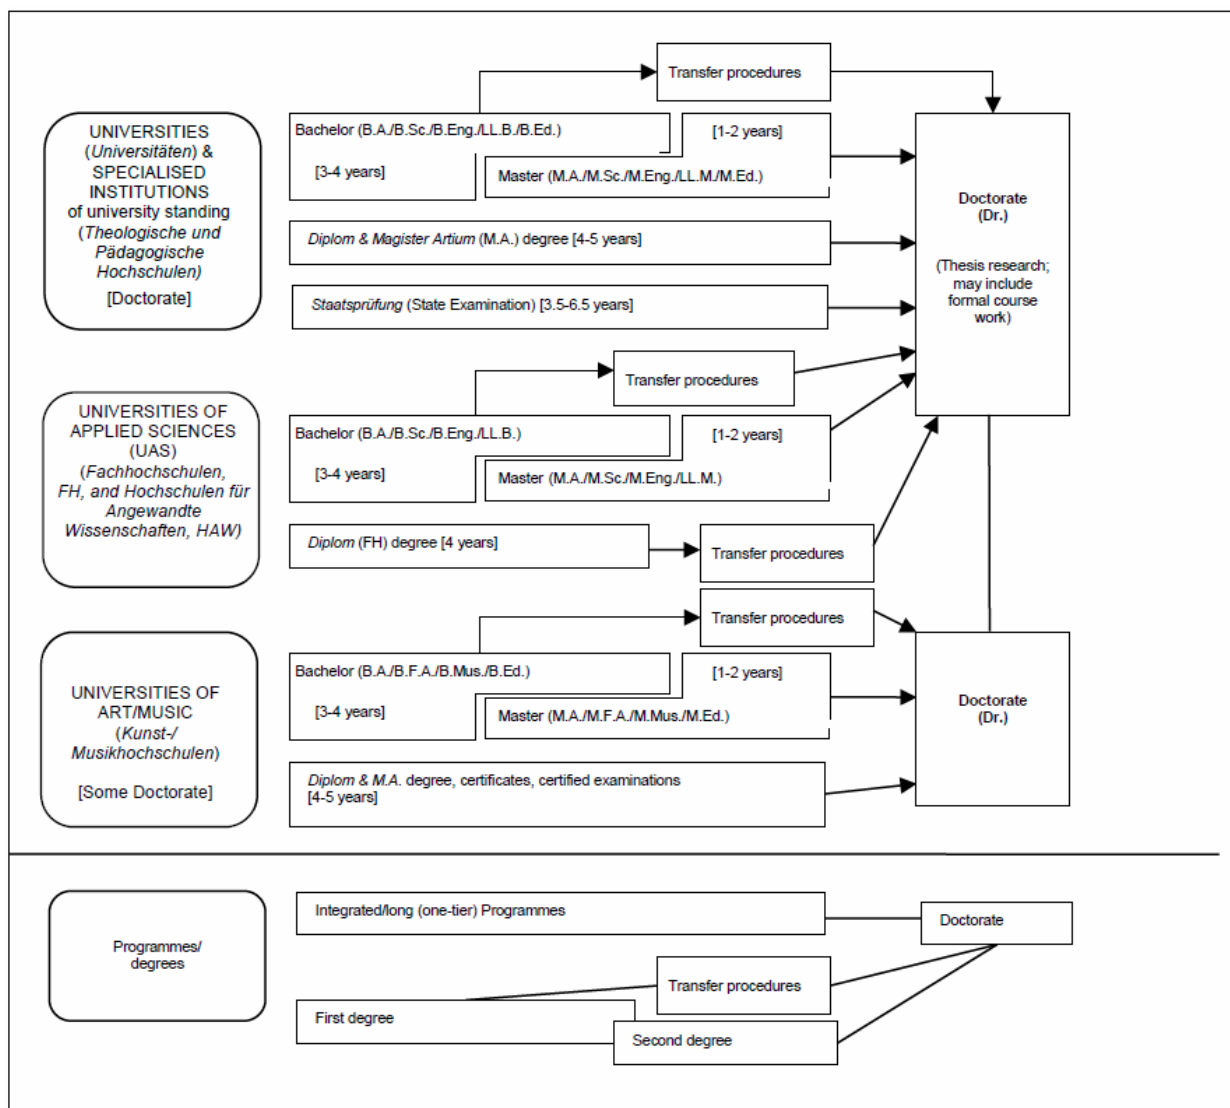 Transfer procedures
UNIVERSITIES
(Universitäten) &
SPECIALISED
INSTITUTIONS
of university standing
(Theologische und
Pädagogische
Hochschulen)
[Doctorate]
Bachelor (B.A./B.Sc./B.Eng./LL.B./B.Ed.)
[3-4 years]
[1-2 years]
Master (M.A./M.Sc./M.Eng./LL.M./M.Ed.)
Diplom & Magister Artium (M.A.) degree [4-5 years]
Staatsprüfung (State Examination) [3.5-6.5 years]
Doctorate
(Dr.)
(Thesis research;
may include
formal course
work)
Transfer procedures
UNIVERSITIES OF
APPLIED SCIENCES
(UAS)
(Fachhochschulen,
FH, and Hochschulen für
Angewandte
Wissenschaften, HAW)
Bachelor (B.A./B.Sc./B.Eng./LL.B.)
[3-4 years]
[1-2 years]
Master (M.A./M.Sc./M.Eng./LL.M.)
Diplom (FH) degree [4 years]
Transfer procedures
Transfer procedures
UNIVERSITIES OF
ART/MUSIC
(Kunst-/
Musikhochschulen)
[Some Doctorate]
Bachelor (B.A./B.F.A./B.Mus./B.Ed.)
[3-4 years]
[1-2 years]
Master (M.A./M.F.A./M.Mus./M.Ed.)
Diplom & M.A. degree, certificates, certified examinations
[4-5 years]
Doctorate
(Dr.)
Programmes/
degrees
Integrated/long (one-tier) Programmes
Doctorate
Transfer procedures
First degree
Second degree